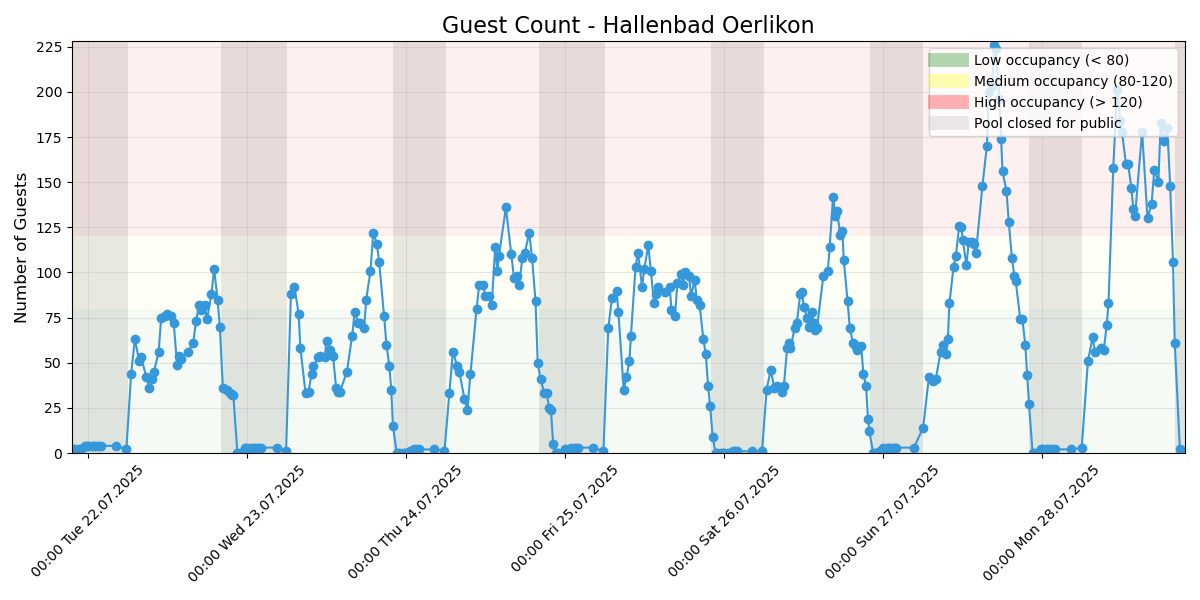 Guest Count - Hallenbad Oerlikon
Number of Guests
225
200
175
150
125
100
75
50
25
0
Low occupancy (< 80)
Medium occupancy (80-120)
High occupancy (> 120)
Pool closed for public
00:00 Tue 22.07.2025
00:00 Wed 23.07.2025
00:00 Thu 24.07.2025
00:00 Fri 25.07.2025
00:00 Sat 26.07.2025
00:00 Sun 27.07.2025
00:00 Mon 28.07.2025